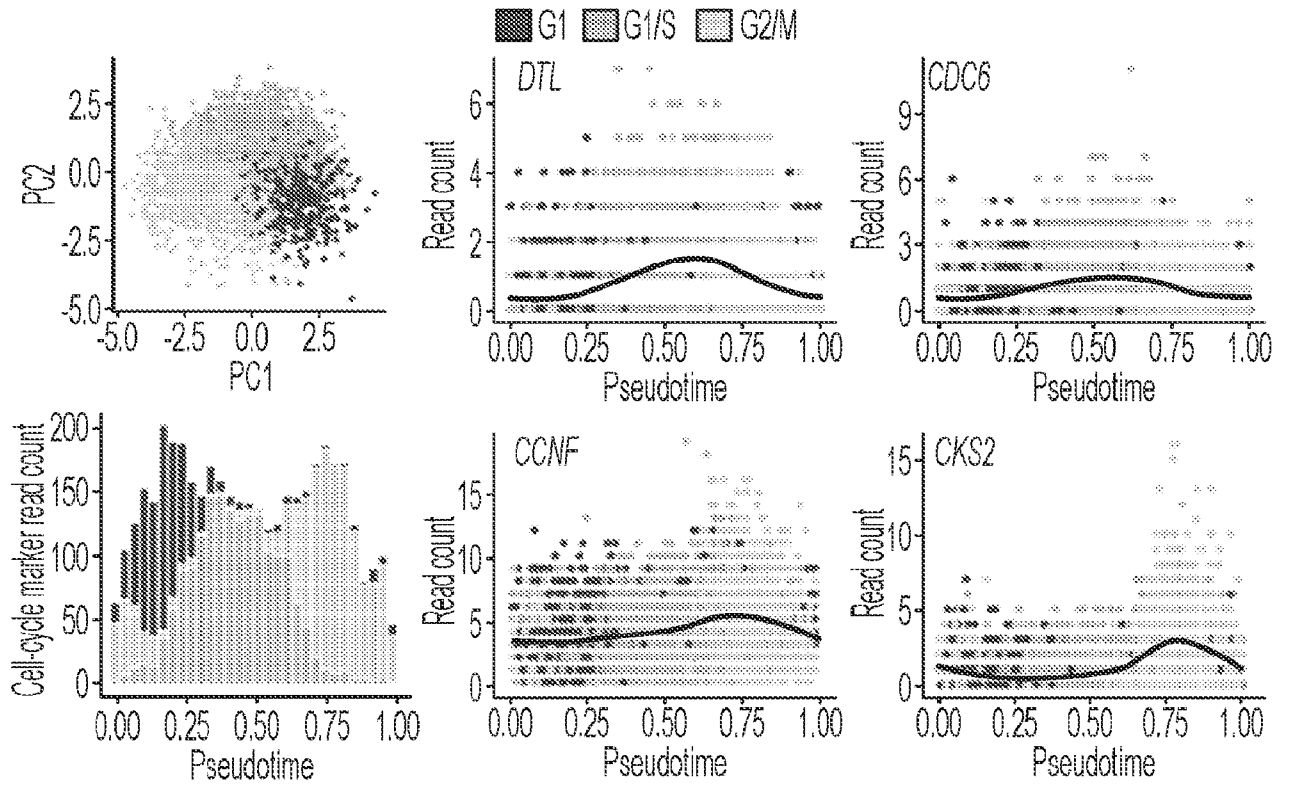 G1 G1/S G2/M
PC2
2.5
0.0
-2.5
-5.0
-5.0 -2.5 0.0 2.5
PC1
DTL
Read count
6
4
2
0
0.00 0.25 0.50 0.75 1.00
Pseudotime
CDC6
Read count
9
6
3
0
0.00 0.25 0.50 0.75 1.00
Pseudotime
Cell-cycle marker read count
200
150
100
50
0
0.00 0.25 0.50 0.75 1.00
Pseudotime
CCNF
Read count
15
10
5
0
0.00 0.25 0.50 0.75 1.00
Pseudotime
CKS2
Read count
15
10
5
0
0.00 0.25 0.50 0.75 1.00
Pseudotime